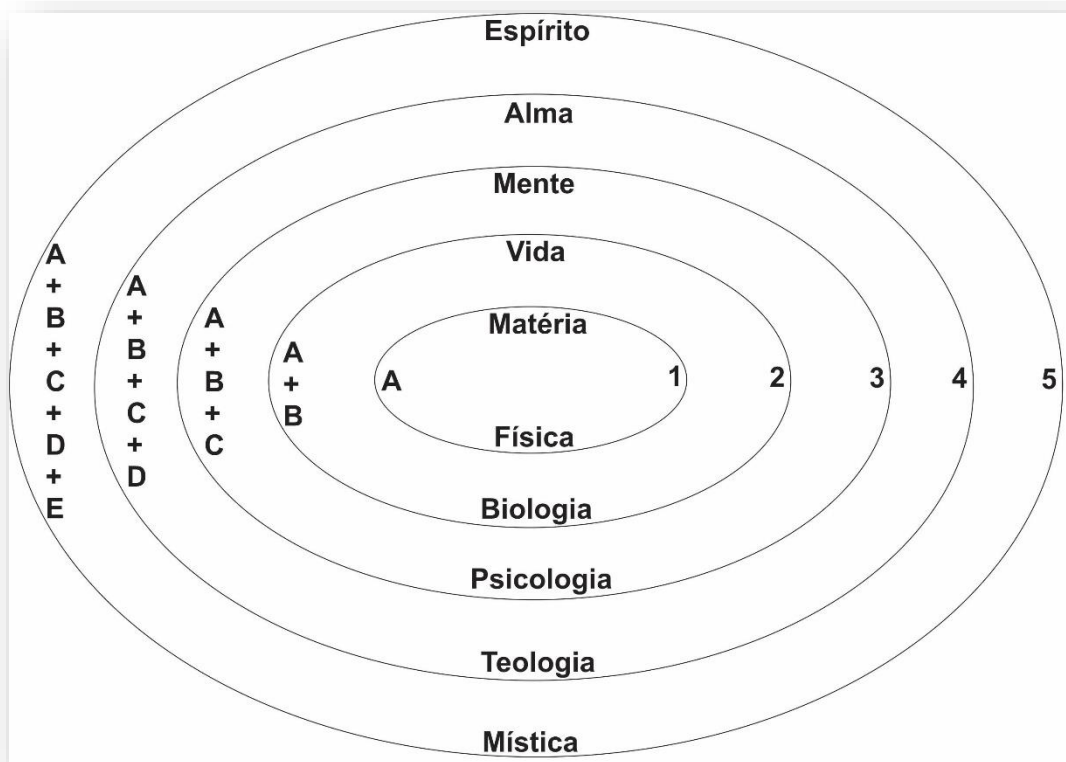 Espírito
Alma
Mente
Vida
Matéria
A
+
B
+
C
+
D
+
E
A
+
B
+
C
+
D
A
+
B
+
C
A
+
B
A
1
2
3
4
5
Física
Biologia
Psicologia
Teologia
Mística